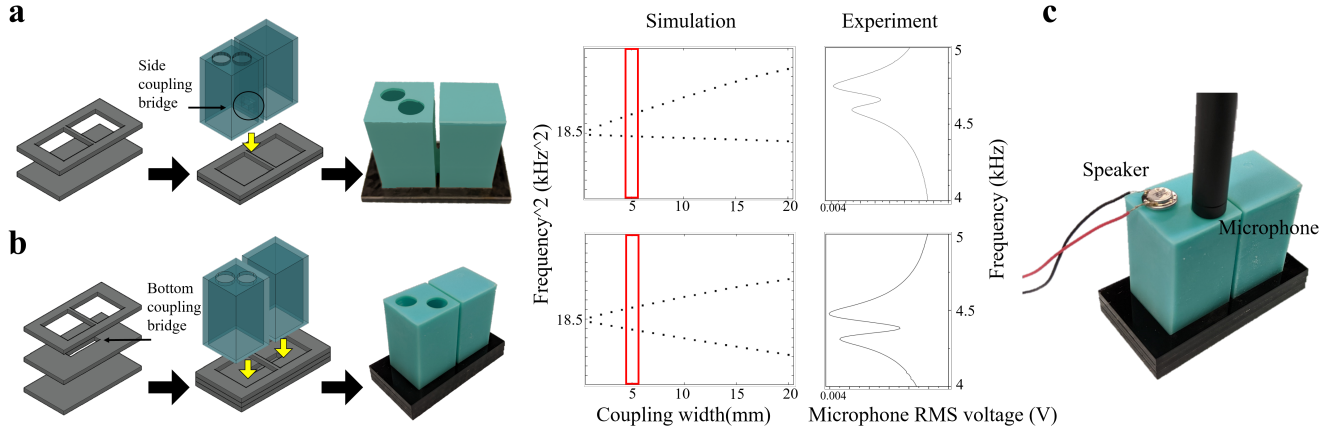 a
Side
coupling
bridge
b
Bottom
coupling
bridge
Simulation
Experiment
Frequency^2 (kHz^2)
18.5
5
10
15
20
5
4.5
4
0.004
18.5
5
10
15
20
5
4.5
4
0.004
Frequency (kHz)
Coupling width(mm)
Microphone RMS voltage (V)
c
Speaker
Microphone